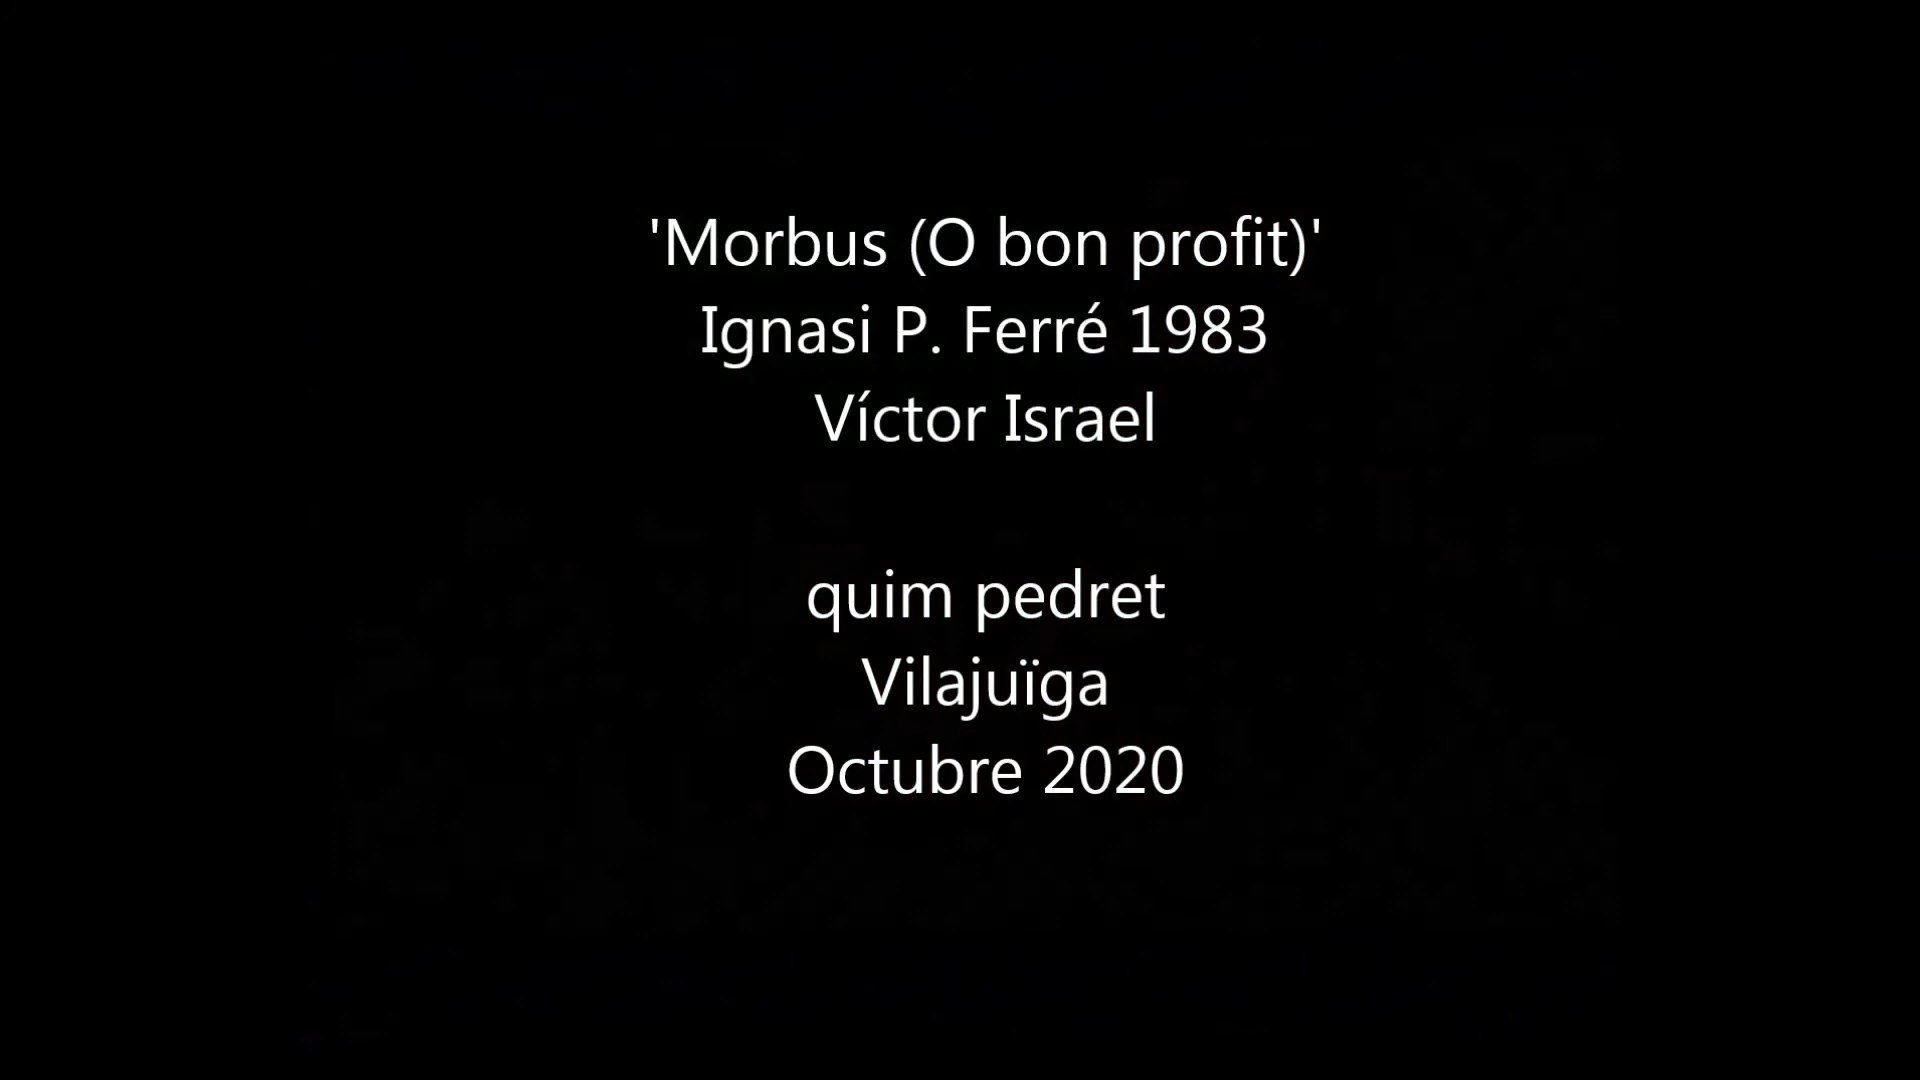 'Morbus (O bon profit)'
Ignasi P. Ferré 1983
Víctor Israel
quim pedret
Vilajuïga
Octubre 2020